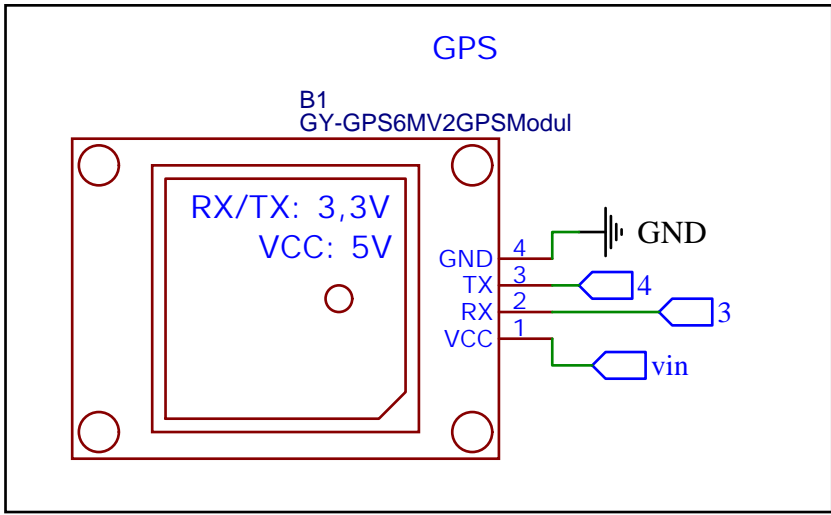 GPS
B1
GY-GPS6MV2GPSModul
RX/TX: 3,3V
VCC: 5V
GND 4 GND
TX 3 4
RX 2 3
VCC 1 vin